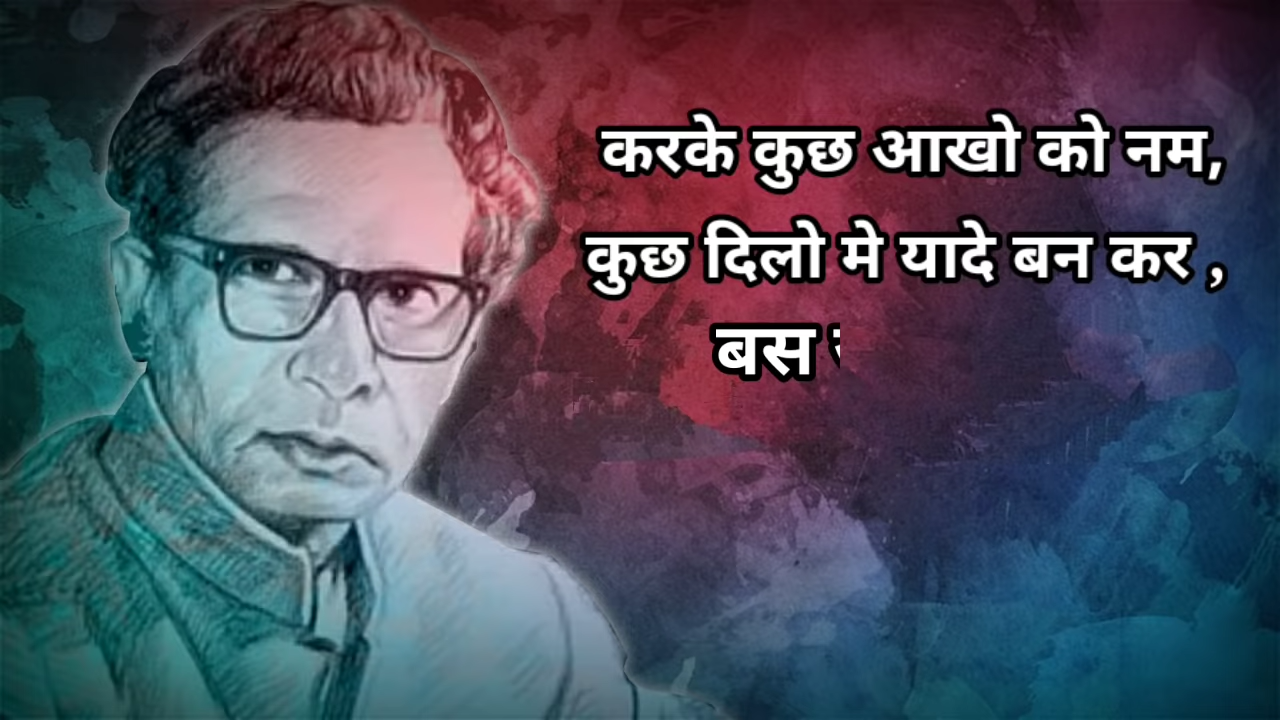 करके कुछ आखो को नम,
कुछ दिलो मे यादे बन कर ,
बस